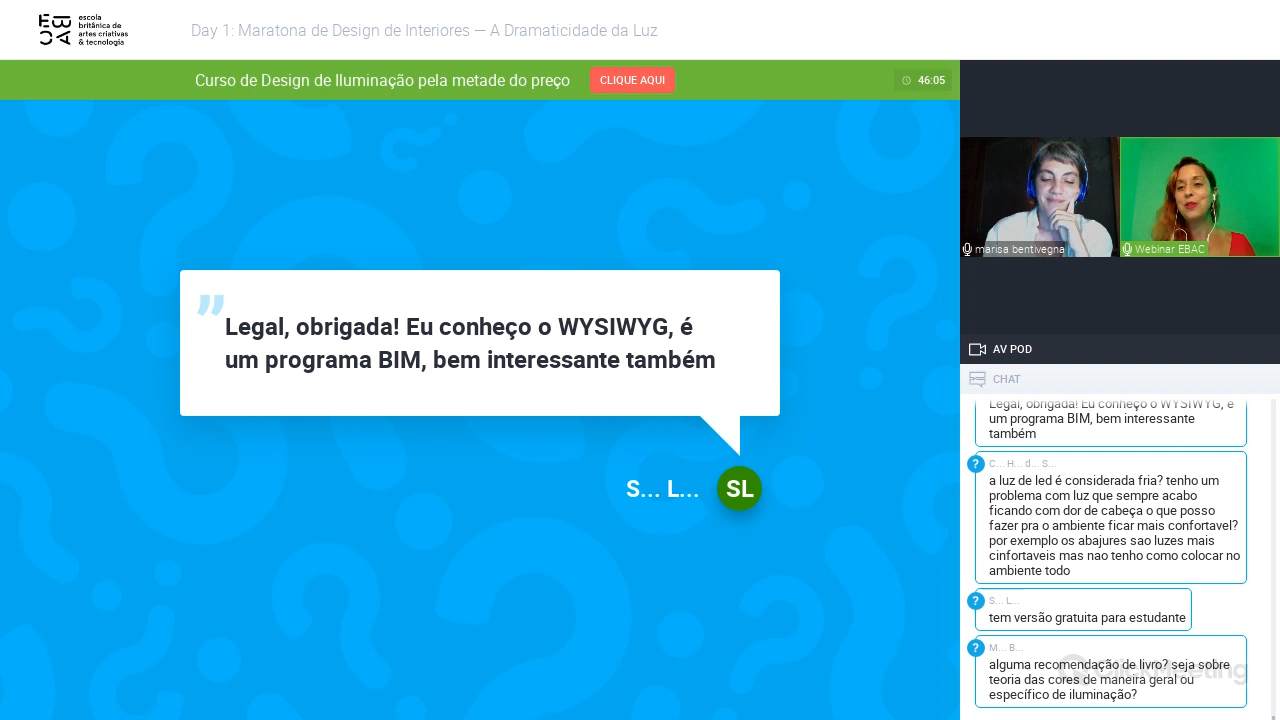 EBAC
escola
britânica de
artes criativas
& tecnologia
Day 1: Maratona de Design de Interiores — A Dramaticidade da Luz
Curso de Design de Iluminação pela metade do preço
CLIQUE AQUI
46:05
Legal, obrigada! Eu conheço o WYSIWYG, é
um programa BIM, bem interessante também
S... L...
SL
marisa bentivegna
Webinar EBAC
AV POD
CHAT
Legal, obrigada! Eu conheço o WYSIWYG, é
um programa BIM, bem interessante
também
?
C... H... d... S...
a luz de led é considerada fria? tenho um
problema com luz que sempre acabo
ficando com dor de cabeça o que posso
fazer pra o ambiente ficar mais confortavel?
por exemplo os abajures sao luzes mais
cinfortaveis mas nao tenho como colocar no
ambiente todo
?
S... L...
tem versão gratuita para estudante
?
M... B...
alguma recomendação de livro? seja sobre
teoria das cores de maneira geral ou
específico de iluminação?
ClickMeeting